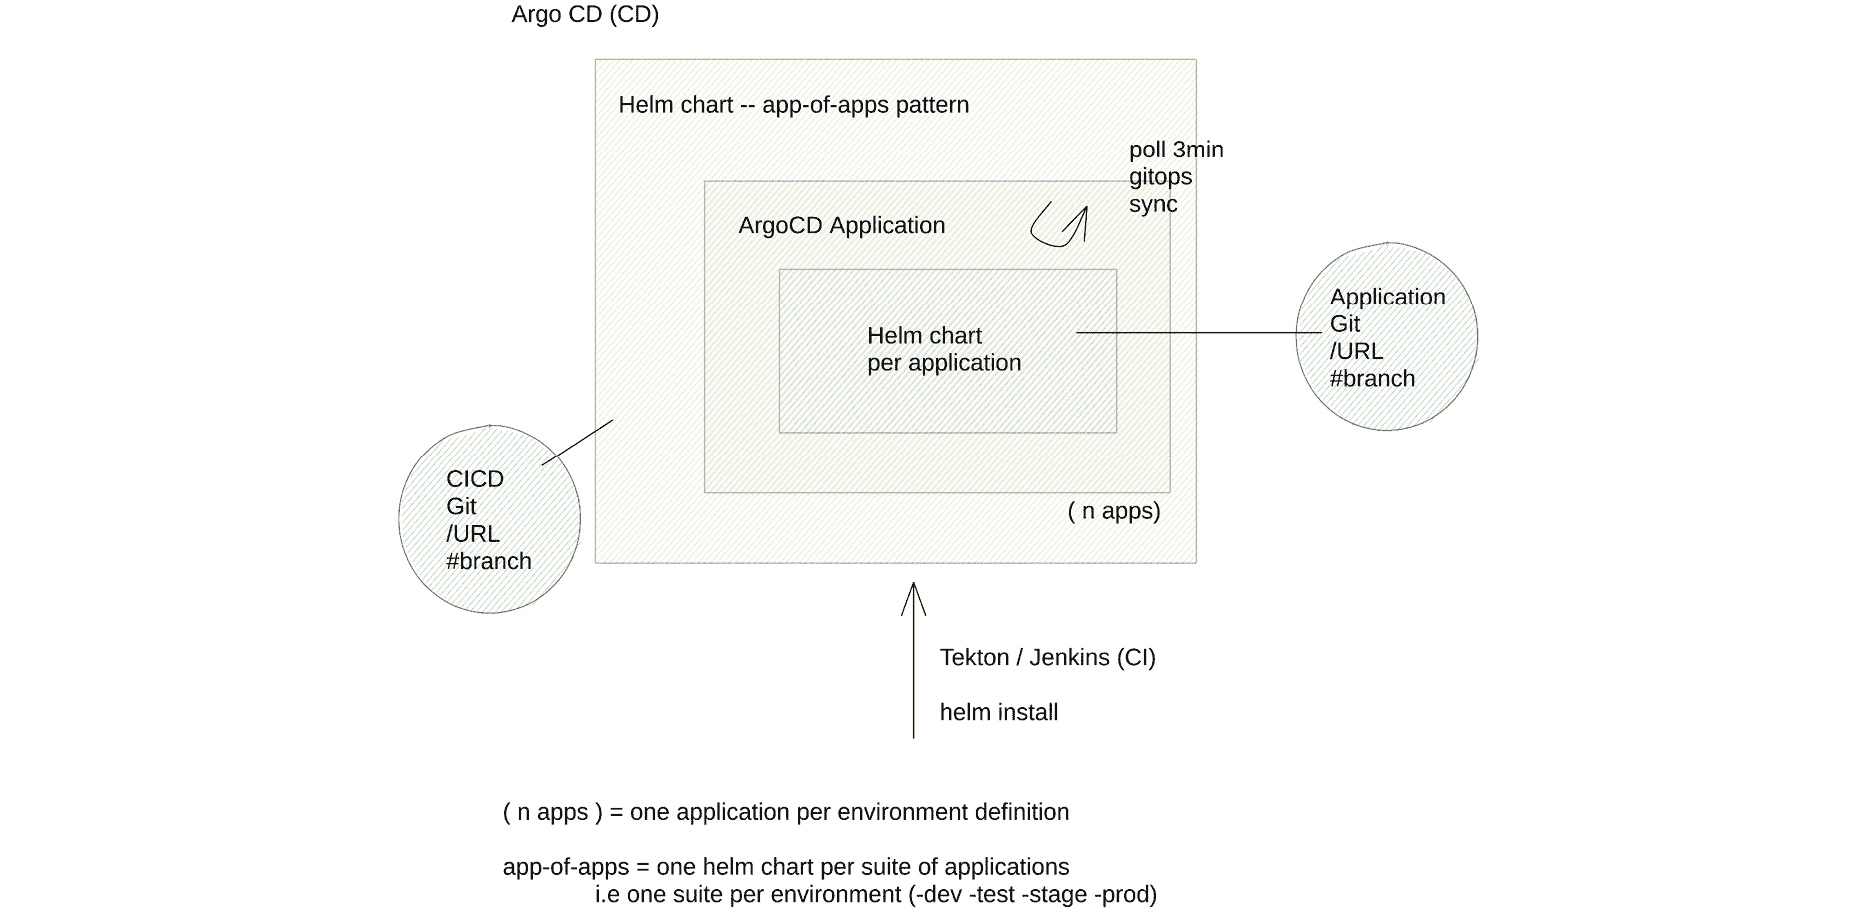 Argo CD (CD)
Helm chart -- app-of-apps pattern
poll 3min
gitops
sync
ArgoCD Application
Helm chart
per application
Application
Git
/URL
#branch
CICD
Git
/URL
#branch
( n apps)
Tekton / Jenkins (CI)
helm install
( n apps ) = one application per environment definition
app-of-apps = one helm chart per suite of applications
i.e one suite per environment (-dev -test -stage -prod)